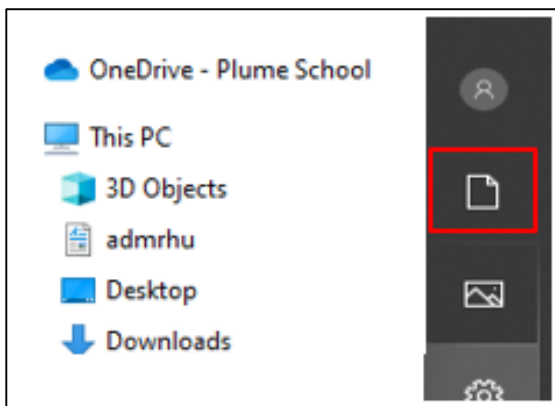 OneDrive - Plume School
This PC
3D Objects
admrhu
Desktop
Downloads